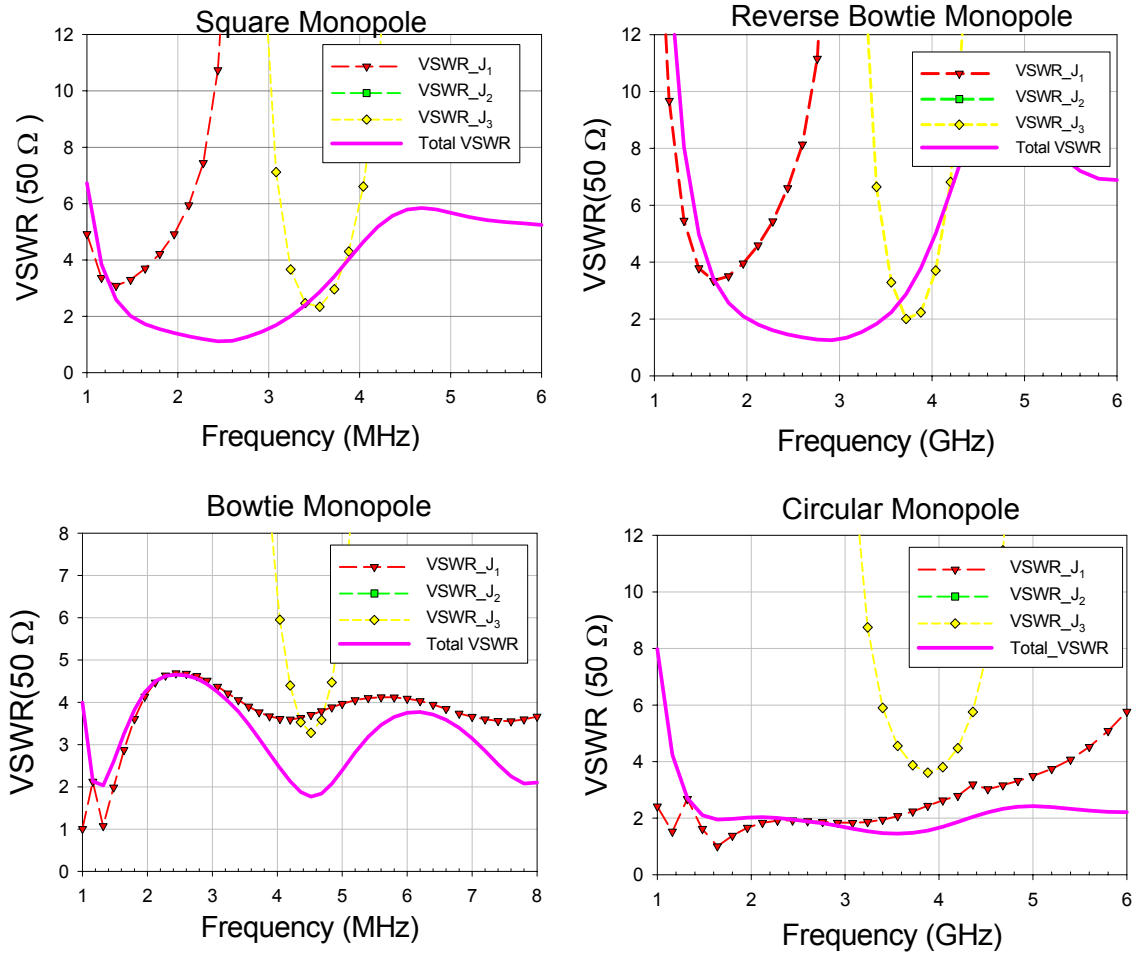 Square Monopole
VSWR (50 Ω)
12
10
8
6
4
2
0
VSWR_J1
VSWR_J2
VSWR_J3
Total VSWR
1 2 3 4 5 6
Frequency (MHz)
Reverse Bowtie Monopole
VSWR(50 Ω)
12
10
8
6
4
2
0
VSWR_J1
VSWR_J2
VSWR_J3
Total VSWR
1 2 3 4 5 6
Frequency (GHz)
Bowtie Monopole
VSWR(50 Ω)
8
7
6
5
4
3
2
1
0
VSWR_J1
VSWR_J2
VSWR_J3
Total VSWR
1 2 3 4 5 6 7 8
Frequency (MHz)
Circular Monopole
VSWR (50 Ω)
12
10
8
6
4
2
0
VSWR_J1
VSWR_J2
VSWR_J3
Total_VSWR
1 2 3 4 5 6
Frequency (GHz)